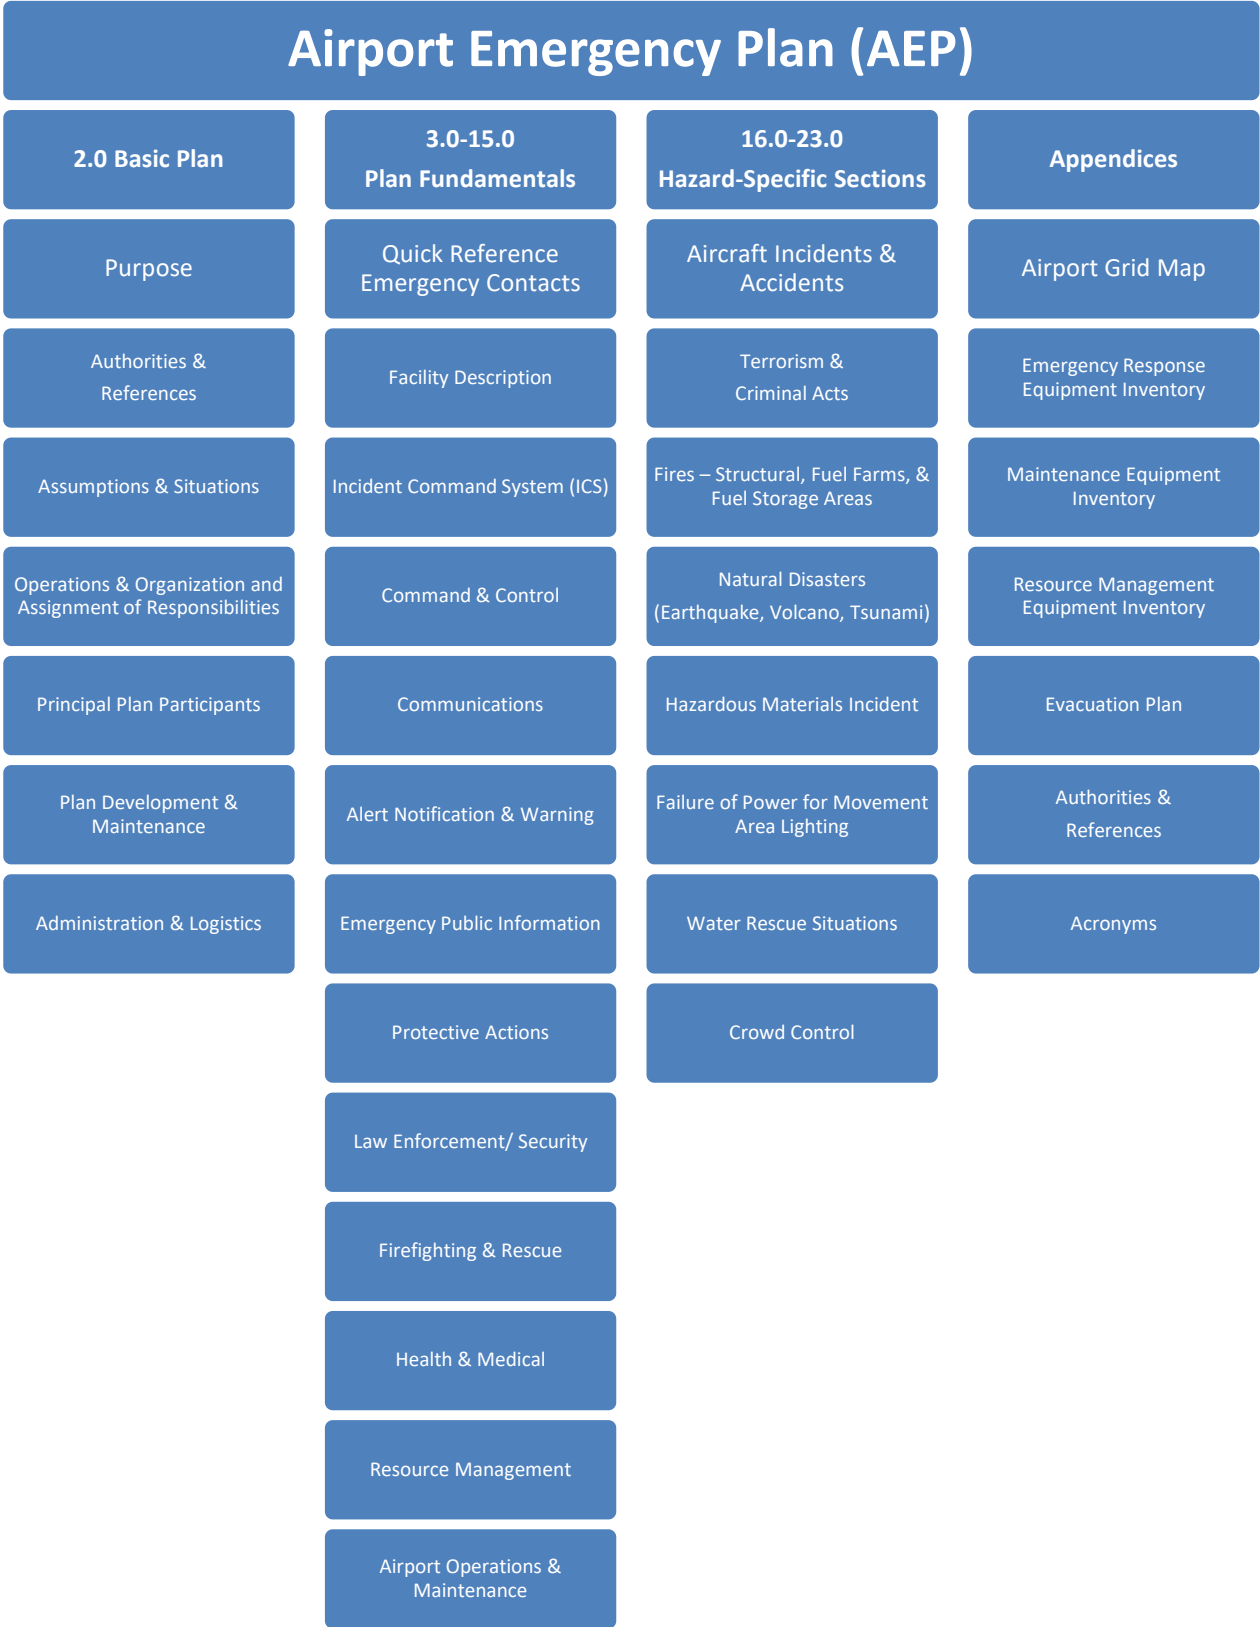 Airport Emergency Plan (AEP)
2.0 Basic Plan
Purpose
Authorities &
References
Assumptions & Situations
Operations & Organization and
Assignment of Responsibilities
Principal Plan Participants
Plan Development &
Maintenance
Administration & Logistics
3.0-15.0
Plan Fundamentals
Quick Reference
Emergency Contacts
Facility Description
Incident Command System (ICS)
Command & Control
Communications
Alert Notification & Warning
Emergency Public Information
Protective Actions
Law Enforcement/ Security
Firefighting & Rescue
Health & Medical
Resource Management
Airport Operations &
Maintenance
16.0-23.0
Hazard-Specific Sections
Aircraft Incidents &
Accidents
Terrorism &
Criminal Acts
Fires – Structural, Fuel Farms, &
Fuel Storage Areas
Natural Disasters
(Earthquake, Volcano, Tsunami)
Hazardous Materials Incident
Failure of Power for Movement
Area Lighting
Water Rescue Situations
Crowd Control
Appendices
Airport Grid Map
Emergency Response
Equipment Inventory
Maintenance Equipment
Inventory
Resource Management
Equipment Inventory
Evacuation Plan
Authorities &
References
Acronyms